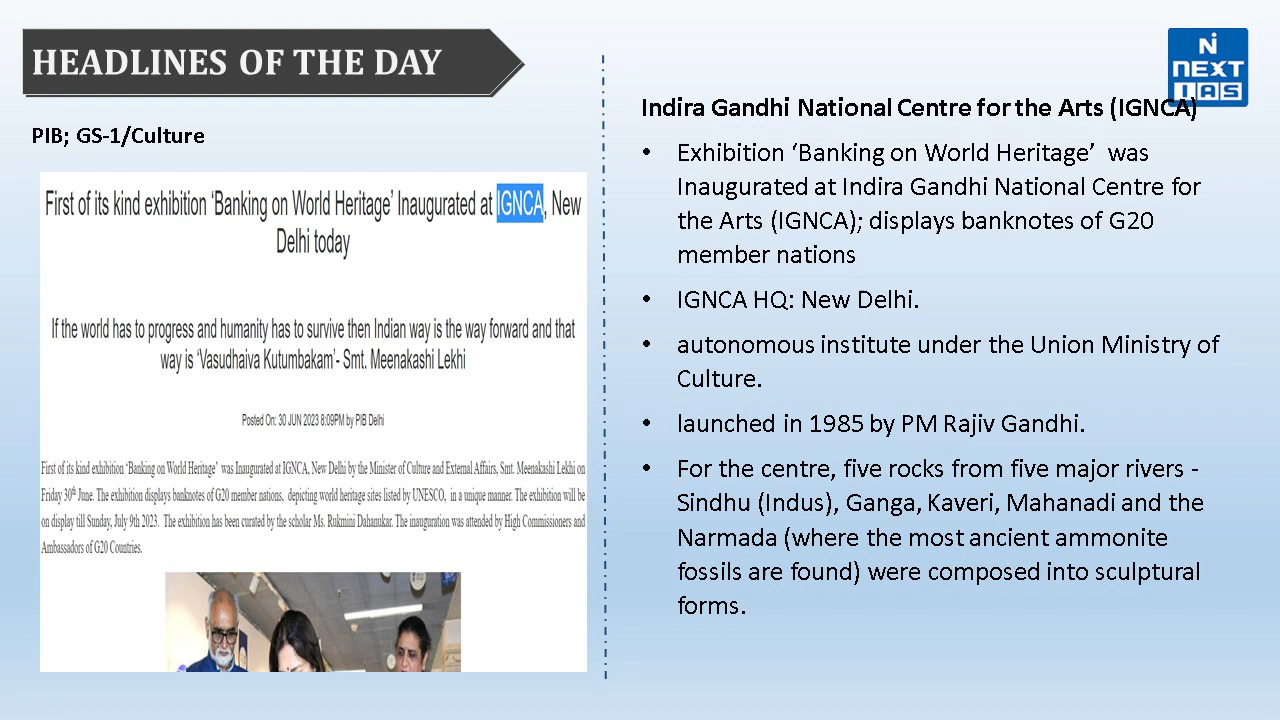 HEADLINES OF THE DAY
PIB; GS-1/Culture
First of its kind exhibition ‘Banking on World Heritage’ Inaugurated at IGNCA, New
Delhi today
If the world has to progress and humanity has to survive then Indian way is the way forward and that
way is ‘Vasudhaiva Kutumbakam’- Smt. Meenakashi Lekhi
Posted On: 30 JUN 2023 8:09PM by PIB Delhi
First of its kind exhibition ‘Banking on World Heritage’ was Inaugurated at IGNCA, New Delhi by the Minister of Culture and External Affairs, Smt. Meenakashi Lekhi on
Friday 30th June. The exhibition displays banknotes of G20 member nations, depicting world heritage sites listed by UNESCO, in a unique manner. The exhibition will be
on display till Sunday, July 9th 2023. The exhibition has been curated by the scholar Ms. Rukmini Dahanukar. The inauguration was attended by High Commissioners and
Ambassadors of G20 Countries.
NEXT
IAS
Indira Gandhi National Centre for the Arts (IGNCA)
• Exhibition ‘Banking on World Heritage’ was
Inaugurated at Indira Gandhi National Centre for
the Arts (IGNCA); displays banknotes of G20
member nations
• IGNCA HQ: New Delhi.
• autonomous institute under the Union Ministry of
Culture.
• launched in 1985 by PM Rajiv Gandhi.
• For the centre, five rocks from five major rivers -
Sindhu (Indus), Ganga, Kaveri, Mahanadi and the
Narmada (where the most ancient ammonite
fossils are found) were composed into sculptural
forms.